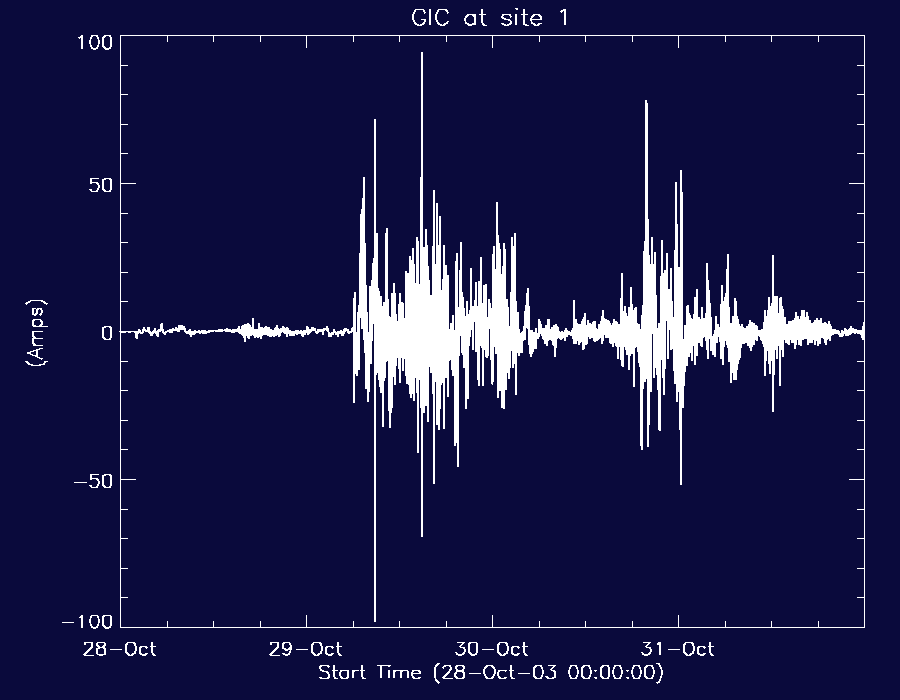 GIC at site 1
100
50
0
−50
−100
(Amps)
28−Oct 29−Oct 30−Oct 31−Oct
Start Time (28−Oct−03 00:00:00)